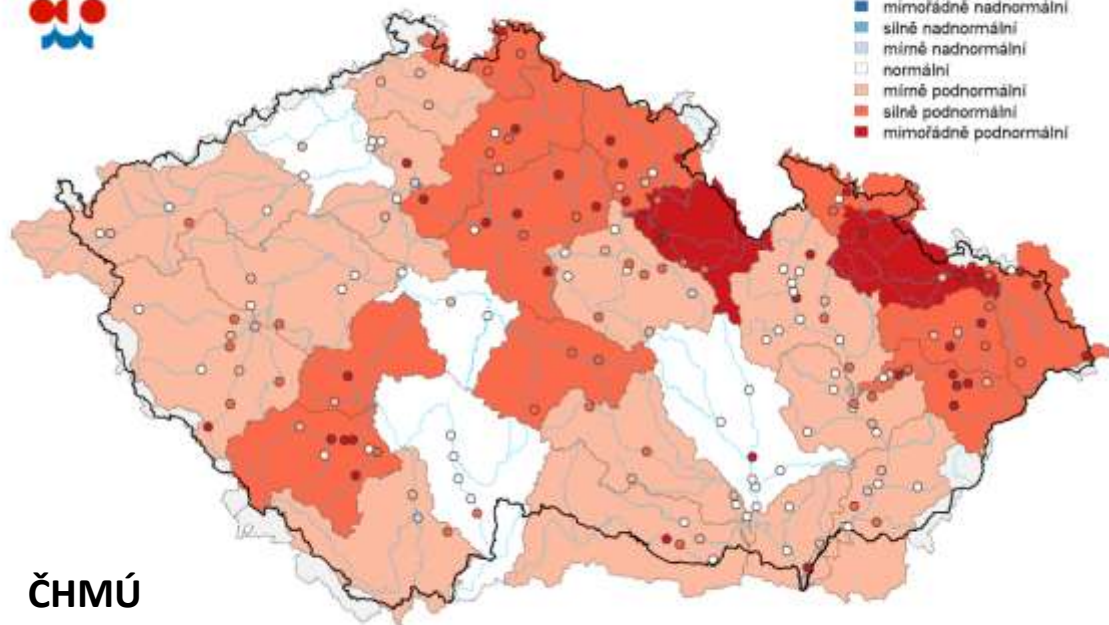 mimořádně nadnormální
silně nadnormální
mírně nadnormální
normální
mírně podnormální
silně podnormální
mimořádně podnormální
ČHMÚ